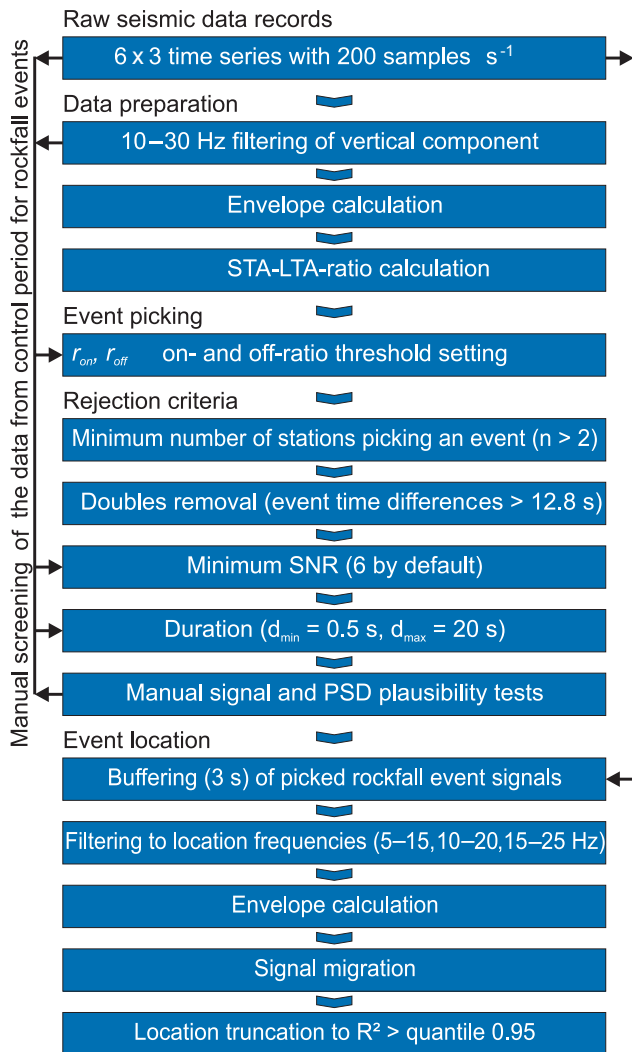 Raw seismic data records
6 x 3 time series with 200 samples s⁻¹
Data preparation
10–30 Hz filtering of vertical component
Envelope calculation
STA-LTA-ratio calculation
Event picking
r_on, r_off on- and off-ratio threshold setting
Rejection criteria
Minimum number of stations picking an event (n > 2)
Doubles removal (event time differences > 12.8 s)
Minimum SNR (6 by default)
Duration (d_min = 0.5 s, d_max = 20 s)
Manual signal and PSD plausibility tests
Event location
Buffering (3 s) of picked rockfall event signals
Filtering to location frequencies (5–15,10–20,15–25 Hz)
Envelope calculation
Signal migration
Location truncation to R² > quantile 0.95
Manual screening of the data from control period for rockfall events